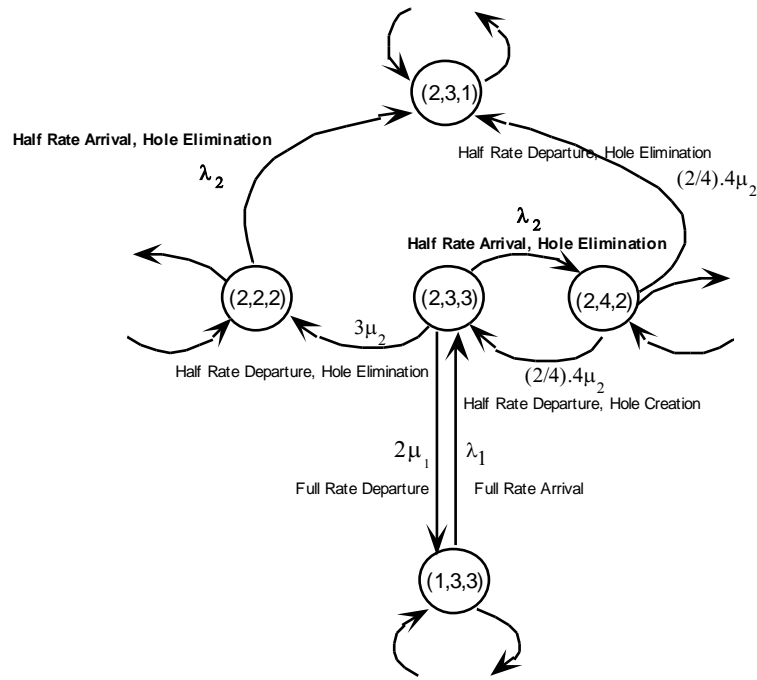 (2,3,1)
Half Rate Arrival, Hole Elimination
λ₂
Half Rate Departure, Hole Elimination
(2/4).4μ₂
λ₂
Half Rate Arrival, Hole Elimination
(2,2,2)
(2,3,3)
(2,4,2)
3μ₂
Half Rate Departure, Hole Elimination
(2/4).4μ₂
Half Rate Departure, Hole Creation
2μ₁
λ1
Full Rate Departure
Full Rate Arrival
(1,3,3)